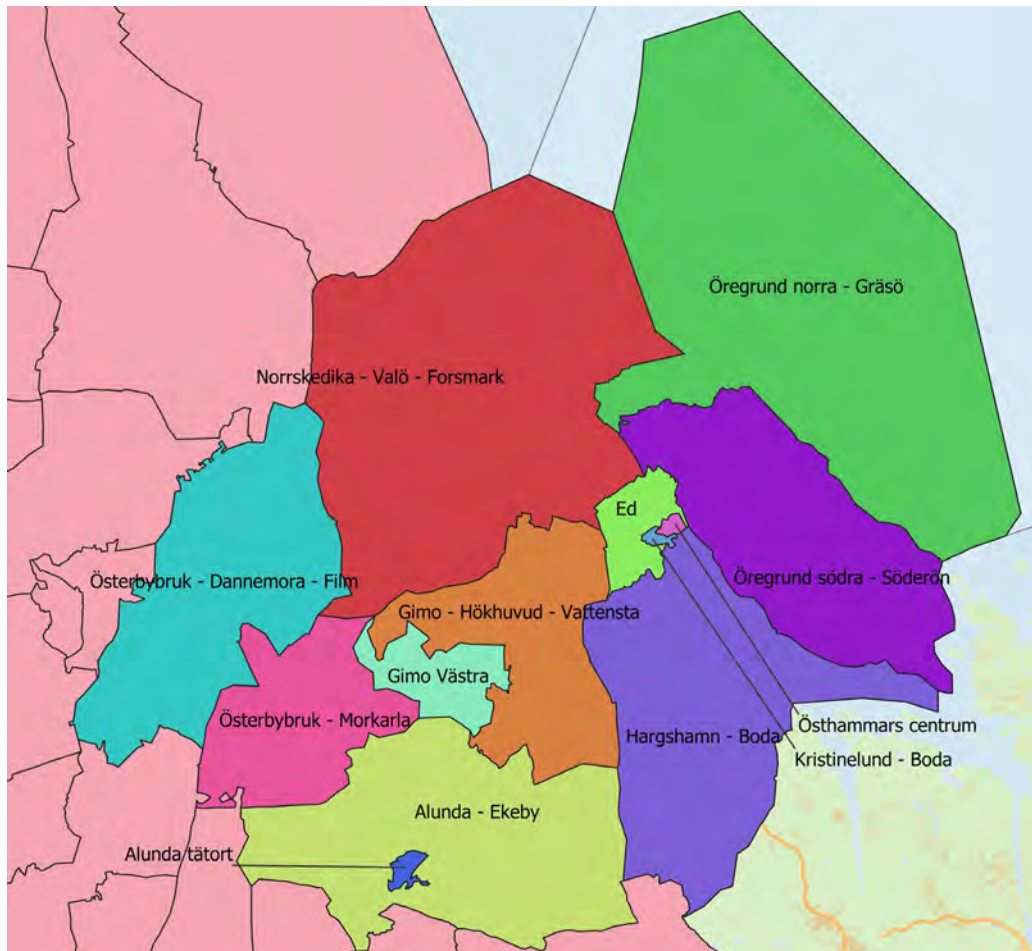 Öregrund norra - Gräsö
Norrskedika - Valö - Forsmark
Ed
Österbybruk - Dannemora - Film
Öregrund södra - Söderön
Gimo - Hökhuvud - Vattensta
Gimo Västra
Österbybruk - Morkarla
Östhammars centrum
Hargshamn - Boda
Kristinelund - Boda
Alunda - Ekeby
Alunda tätort